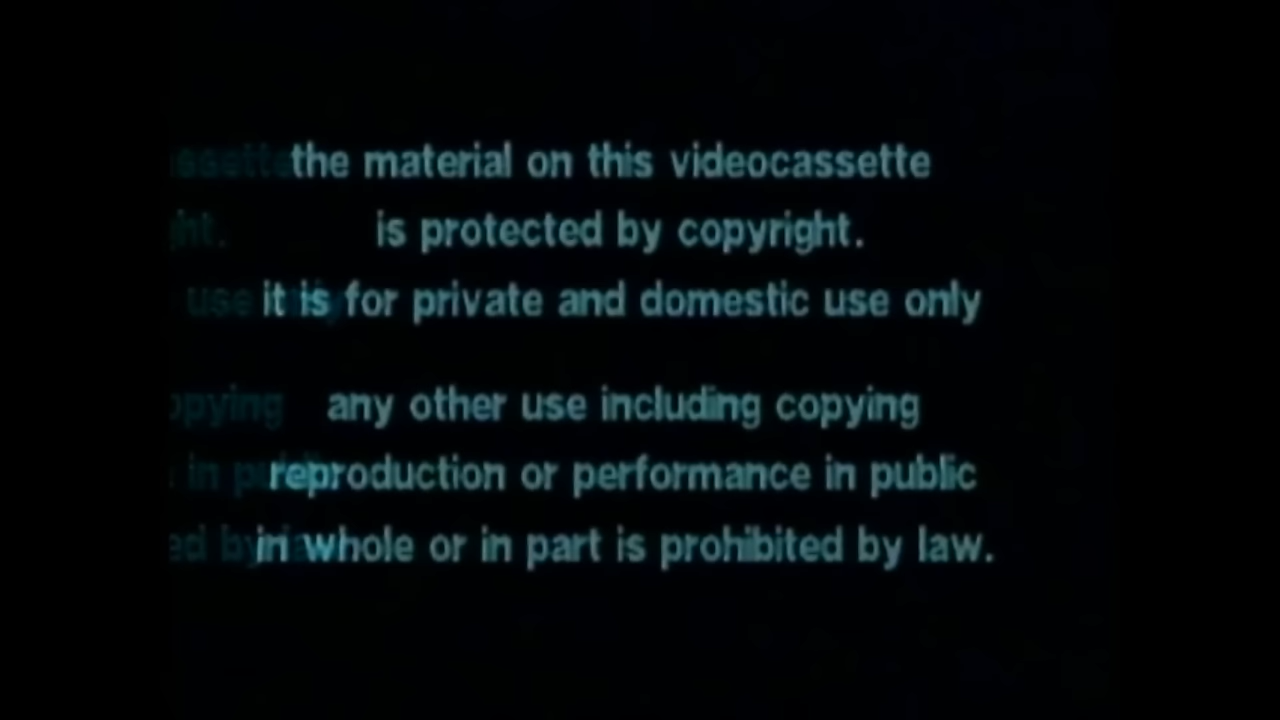 the material on this videocassette
is protected by copyright.
it is for private and domestic use only
any other use including copying
reproduction or performance in public
in whole or in part is prohibited by law.